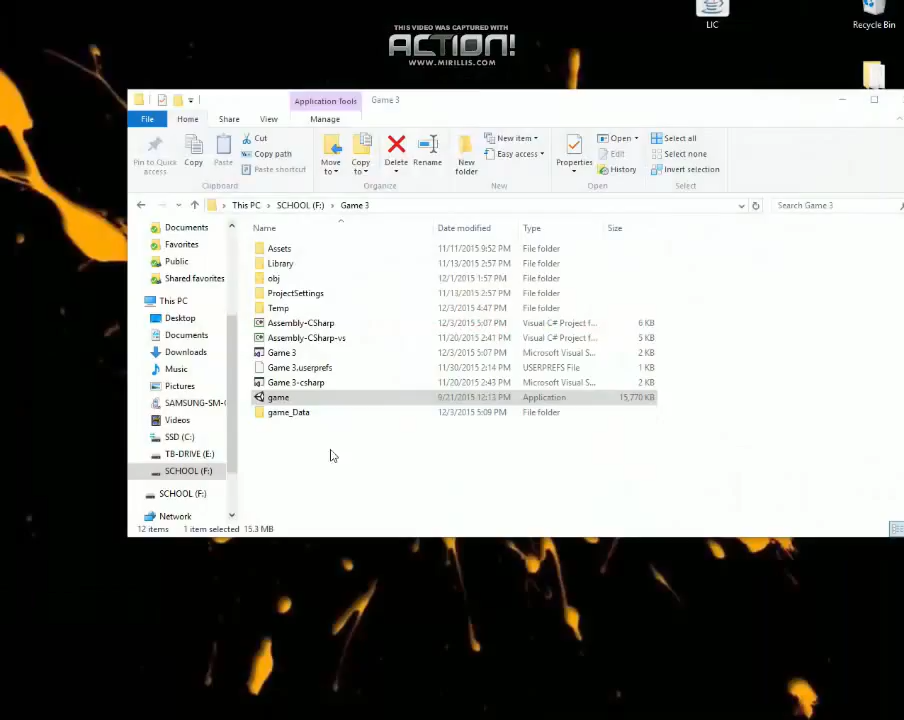 THIS VIDEO WAS CAPTURED WITH
ACTION!
WWW.MIRILLIS.COM
LIC
Recycle Bin
Application Tools
Game 3
File
Home
Share
View
Manage
Pin to Quick access
Copy
Paste
Cut
Copy path
Paste shortcut
Clipboard
Move to
Copy to
Delete
Rename
Organize
New folder
New item
Easy access
New
Properties
Open
Edit
History
Open
Select all
Select none
Invert selection
Select
This PC > SCHOOL (F:) > Game 3
Search Game 3
Documents
Favorites
Public
Shared favorites
This PC
Desktop
Documents
Downloads
Music
Pictures
SAMSUNG-SM-
Videos
SSD (C:)
TB-DRIVE (E:)
SCHOOL (F:)
SCHOOL (F:)
Network
Name Date modified Type Size
Assets 11/11/2015 9:52 PM File folder
Library 11/13/2015 2:57 PM File folder
obj 12/1/2015 1:57 PM File folder
ProjectSettings 11/13/2015 2:57 PM File folder
Temp 12/3/2015 4:47 PM File folder
Assembly-CSharp 12/3/2015 5:07 PM Visual C# Project f... 6 KB
Assembly-CSharp-vs 11/20/2015 2:41 PM Visual C# Project f... 5 KB
Game 3 12/3/2015 5:07 PM Microsoft Visual S... 2 KB
Game 3.userprefs 11/30/2015 2:14 PM USERPREFS File 1 KB
Game 3-csharp 11/20/2015 2:43 PM Microsoft Visual S... 2 KB
game 9/21/2015 12:13 PM Application 15,770 KB
game_Data 12/3/2015 5:09 PM File folder
12 items 1 item selected 15.3 MB